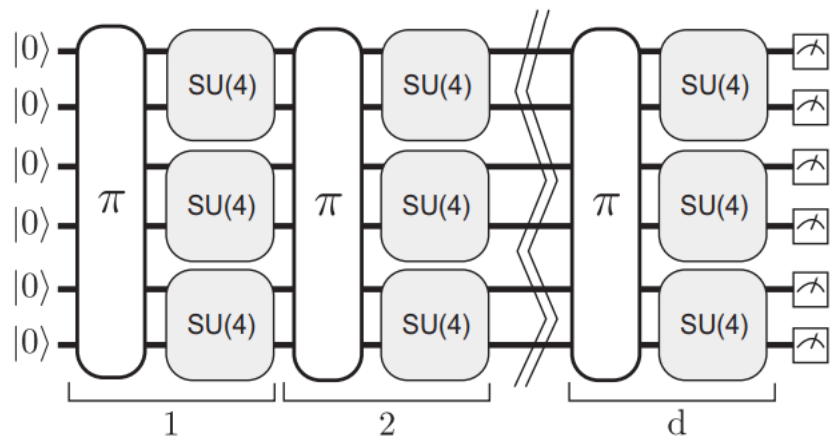 |0⟩ SU(4) SU(4) SU(4)
|0⟩
|0⟩ π SU(4) π SU(4) π SU(4)
|0⟩
|0⟩ SU(4) SU(4) SU(4)
|0⟩
1 2 d